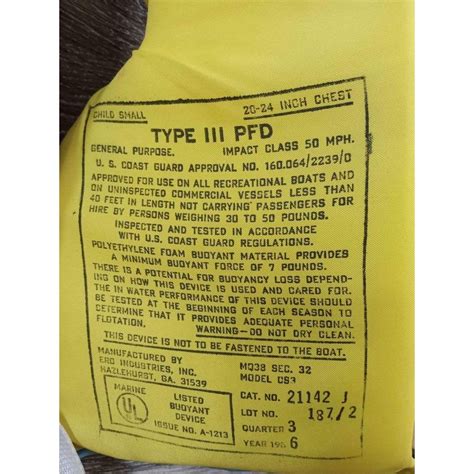 CHILD SMALL 20-24 INCH CHEST
TYPE III PFD
GENERAL PURPOSE. IMPACT CLASS 50 MPH.
U. S. COAST GUARD APPROVAL NO. 160.064/2239/0
APPROVED FOR USE ON ALL RECREATIONAL BOATS AND
ON UNINSPECTED COMMERCIAL VESSELS LESS THAN
40 FEET IN LENGTH NOT CARRYING PASSENGERS FOR
HIRE BY PERSONS WEIGHING 30 TO 50 POUNDS.
INSPECTED AND TESTED IN ACCORDANCE
WITH U.S. COAST GUARD REGULATIONS.
POLYETHYLENE FOAM BUOYANT MATERIAL PROVIDES
A MINIMUM BUOYANT FORCE OF 7 POUNDS.
THERE IS A POTENTIAL FOR BUOYANCY LOSS DEPEND-
ING ON HOW THIS DEVICE IS USED AND CARED FOR.
THE IN WATER PERFORMANCE OF THIS DEVICE SHOULD
BE TESTED AT THE BEGINNING OF EACH SEASON TO
DETERMINE THAT IT PROVIDES ADEQUATE PERSONAL
FLOTATION. WARNING-DO NOT DRY CLEAN.
THIS DEVICE IS NOT TO BE FASTENED TO THE BOAT.
MANUFACTURED BY MQ38 SEC. 32
ERO INDUSTRIES, INC. MODEL CS3
HAZLEHURST, GA. 31539
CAT. NO. 21142 J
MARINE
UL
LISTED
BUOYANT
DEVICE
ISSUE NO. A-1213
LOT NO. 187/2
QUARTER 3
YEAR 198 6